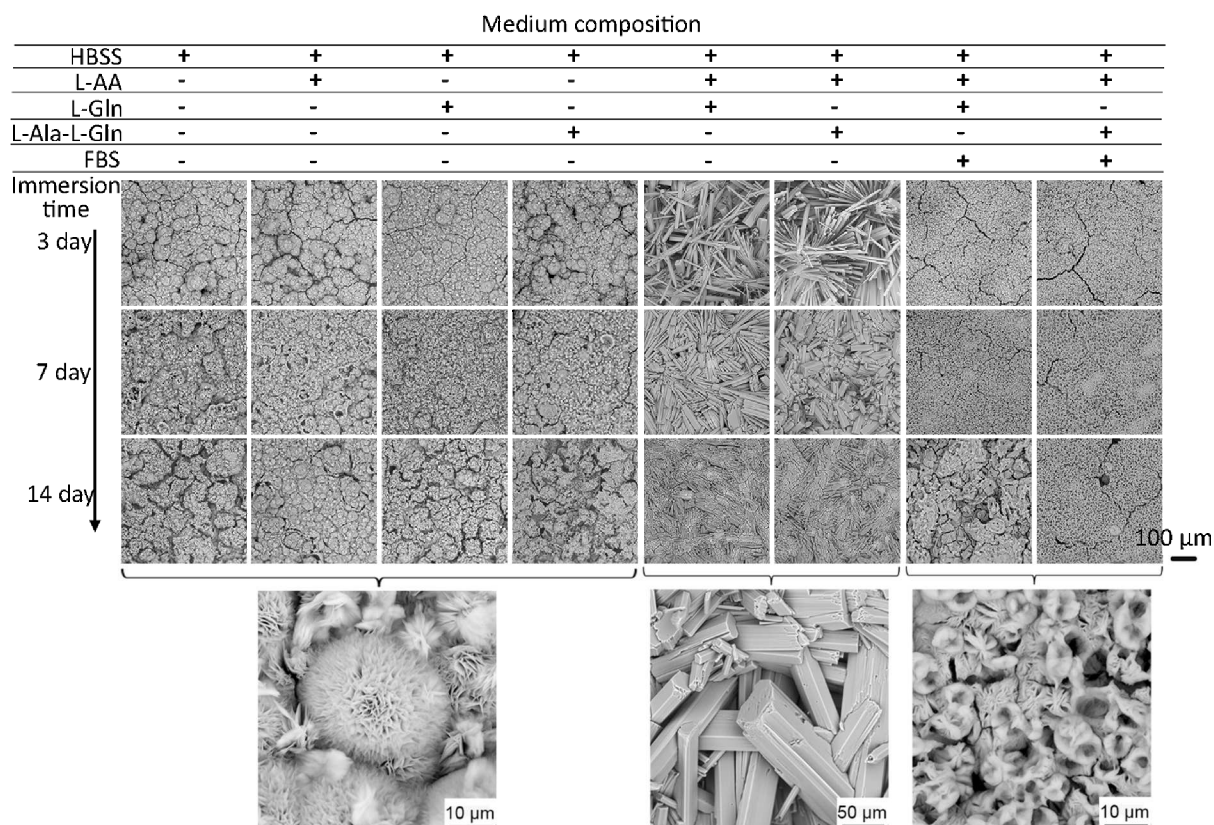 Medium composition
HBSS + + + + + + + +
L-AA - + - - + + + +
L-Gln - - + - + - + -
L-Ala-L-Gln - - - + - + - +
FBS - - - - - - + +
Immersion
time
3 day
7 day
14 day
100 µm
10 µm
50 µm
10 µm